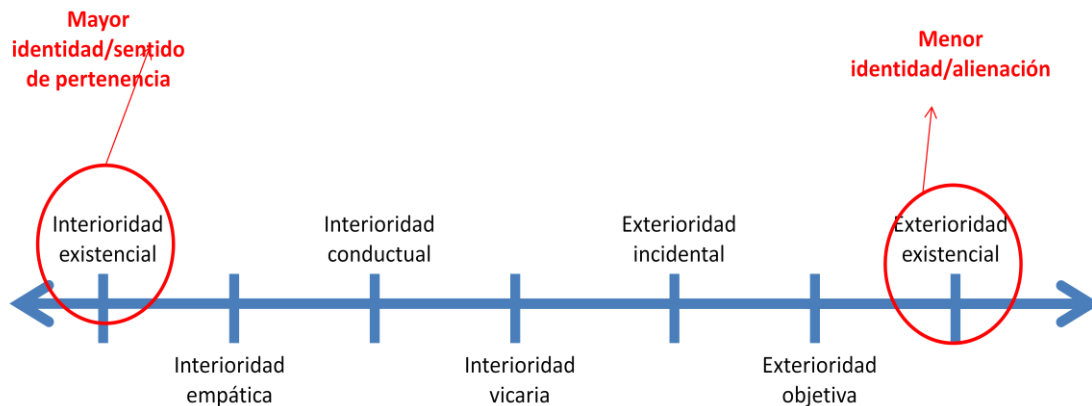 Mayor
identidad/sentido
de pertenencia
Menor
identidad/alienación
Interioridad
existencial
Interioridad
conductual
Exterioridad
incidental
Exterioridad
existencial
Interioridad
empática
Interioridad
vicaria
Exterioridad
objetiva